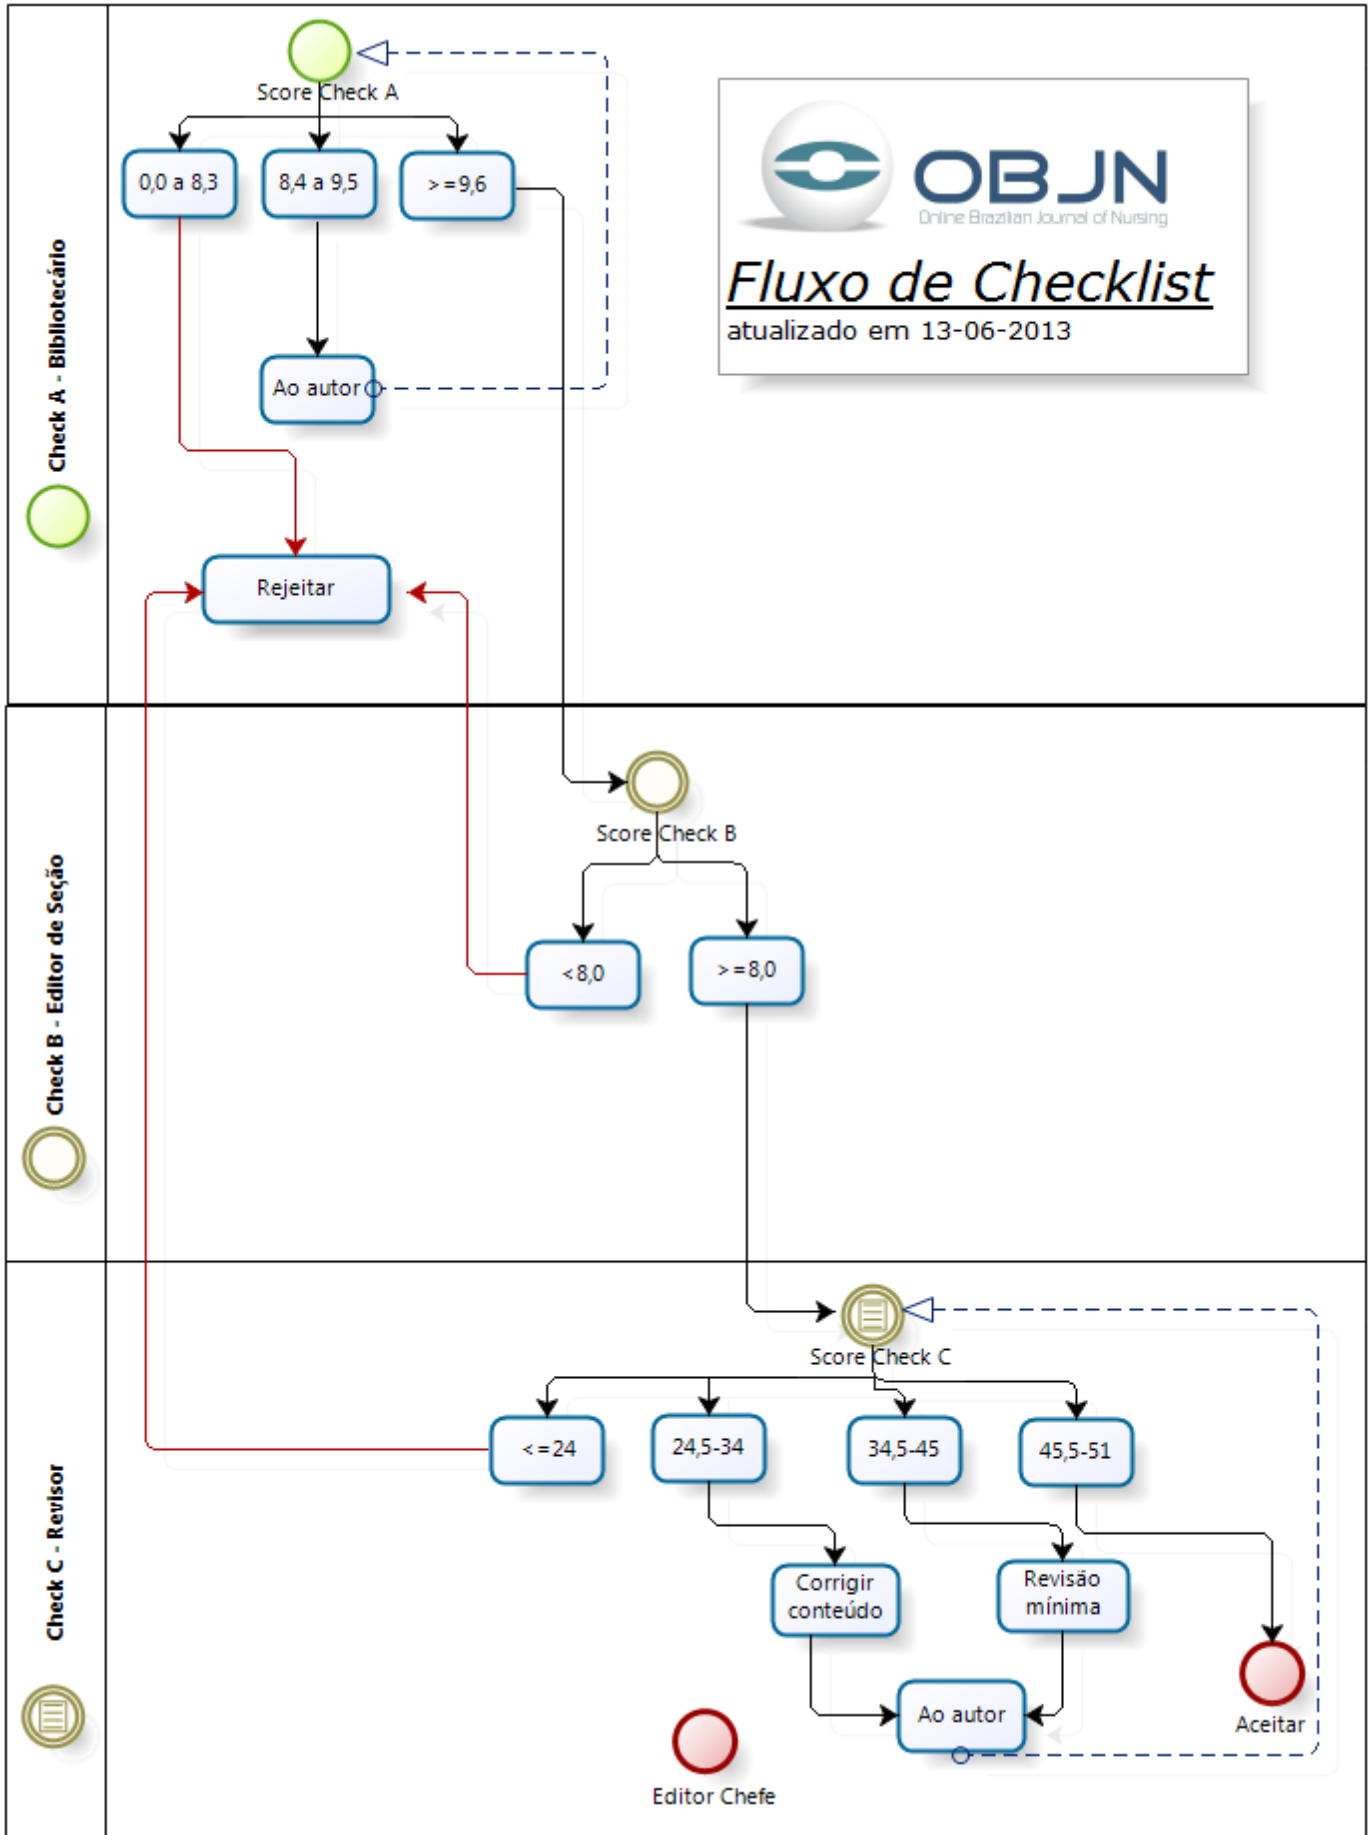 Score Check A
0,0 a 8,3
8,4 a 9,5
>=9,6
OBJN
Online Brazilian Journal of Nursing
Fluxo de Checklist
atualizado em 13-06-2013
Ao autor
Check A - Bibliotecário
Rejeitar
Score Check B
<8,0
>=8,0
Check B - Editor de Seção
Score Check C
<=24
24,5-34
34,5-45
45,5-51
Check C - Revisor
Corrigir
conteúdo
Revisão
mínima
Ao autor
Aceitar
Editor Chefe